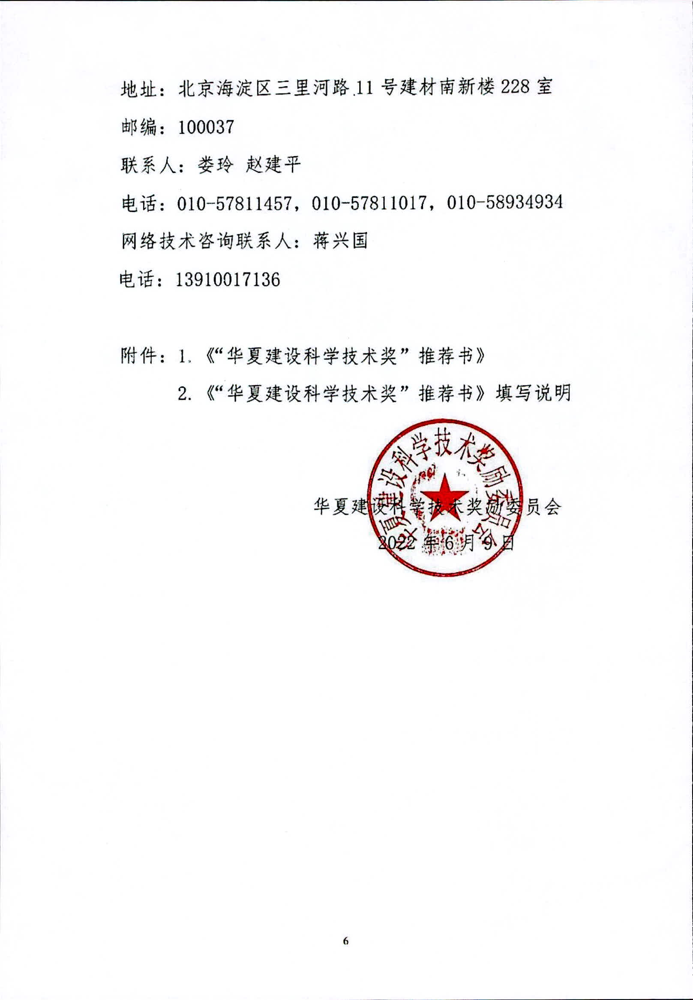 地址：北京海淀区三里河路11号建材南新楼228室
邮编：100037
联系人：娄玲 赵建平
电话：010-57811457，010-57811017，010-58934934
网络技术咨询联系人：蒋兴国
电话：13910017136
附件：1.《“华夏建设科学技术奖”推荐书》
2.《“华夏建设科学技术奖”推荐书》填写说明
华夏建设科学技术奖励委员会
华夏建设科学技术奖励委员会
2022年6月9日
6